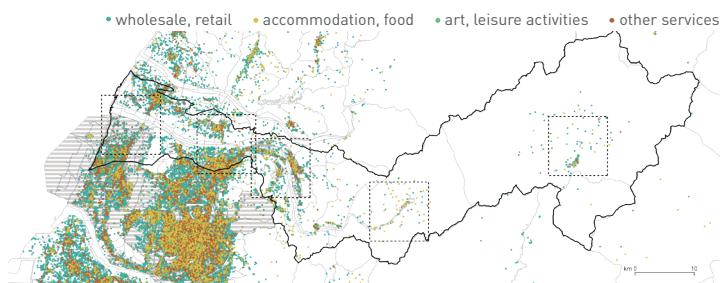 wholesale, retail accommodation, food art, leisure activities other services
km 0 10